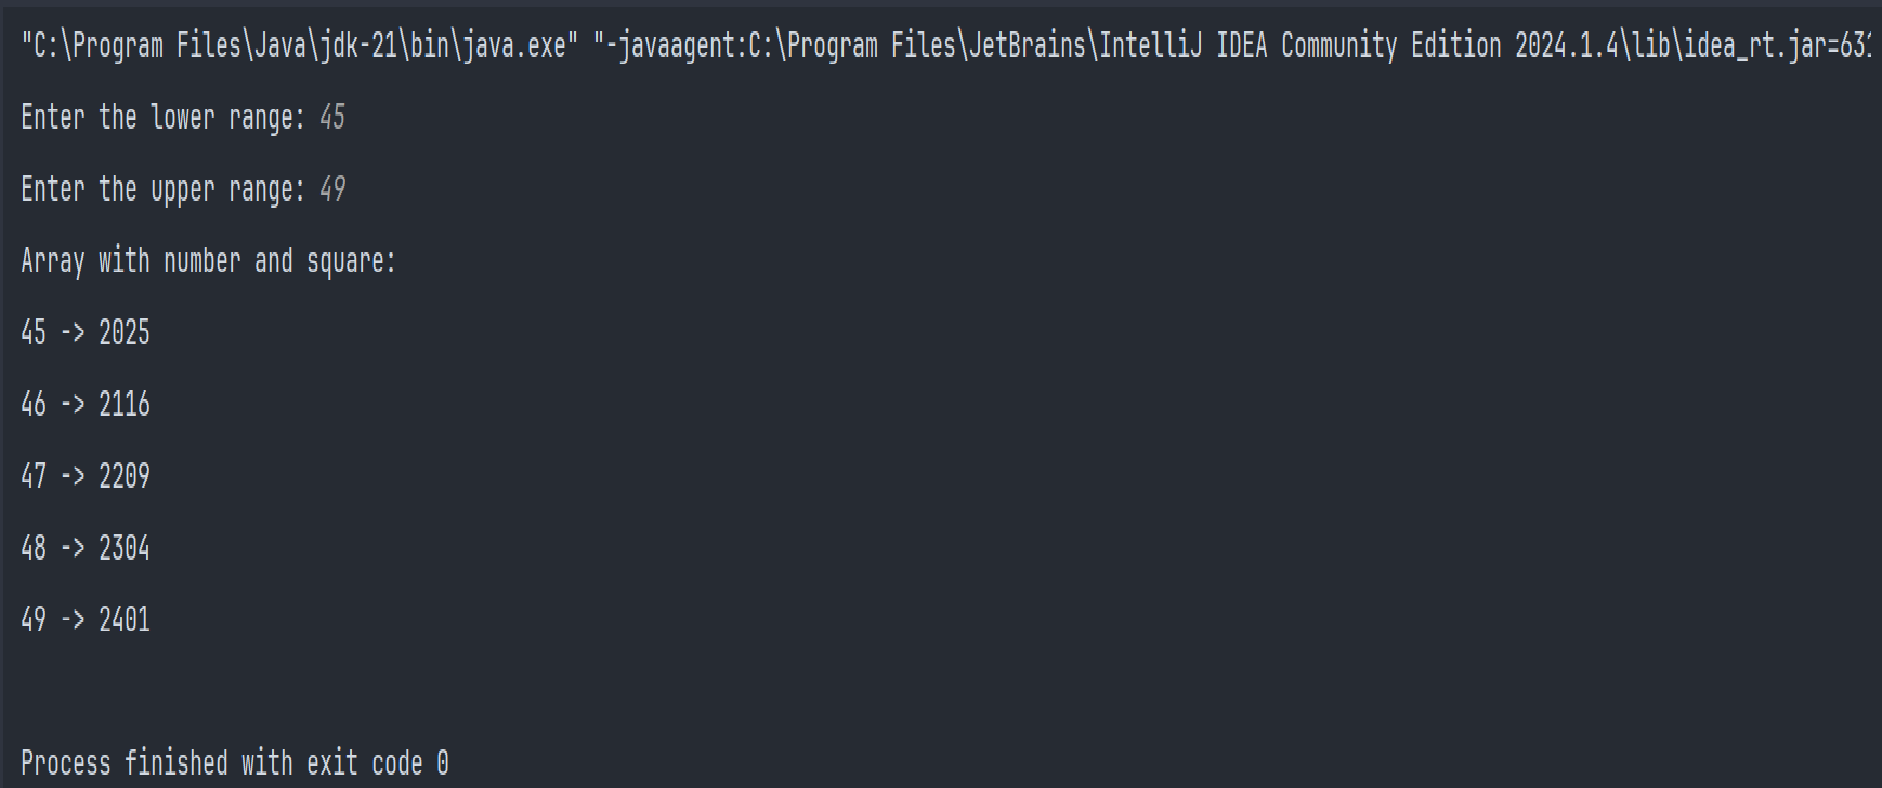 "C:\Program Files\Java\jdk-21\bin\java.exe" "-javaagent:C:\Program Files\JetBrains\IntelliJ IDEA Community Edition 2024.1.4\lib\idea_rt.jar=63
Enter the lower range: 45
Enter the upper range: 49
Array with number and square:
45 -> 2025
46 -> 2116
47 -> 2209
48 -> 2304
49 -> 2401
Process finished with exit code 0